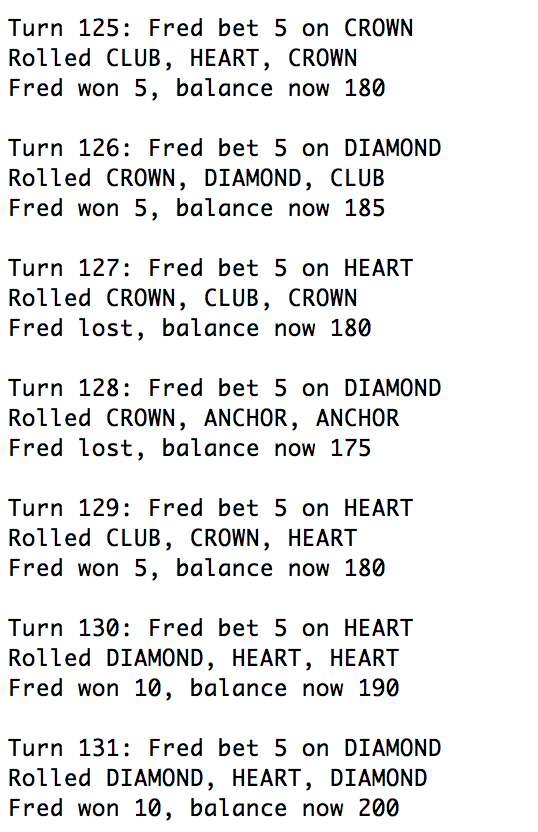 Turn 125: Fred bet 5 on CROWN
Rolled CLUB, HEART, CROWN
Fred won 5, balance now 180
Turn 126: Fred bet 5 on DIAMOND
Rolled CROWN, DIAMOND, CLUB
Fred won 5, balance now 185
Turn 127: Fred bet 5 on HEART
Rolled CROWN, CLUB, CROWN
Fred lost, balance now 180
Turn 128: Fred bet 5 on DIAMOND
Rolled CROWN, ANCHOR, ANCHOR
Fred lost, balance now 175
Turn 129: Fred bet 5 on HEART
Rolled CLUB, CROWN, HEART
Fred won 5, balance now 180
Turn 130: Fred bet 5 on HEART
Rolled DIAMOND, HEART, HEART
Fred won 10, balance now 190
Turn 131: Fred bet 5 on DIAMOND
Rolled DIAMOND, HEART, DIAMOND
Fred won 10, balance now 200